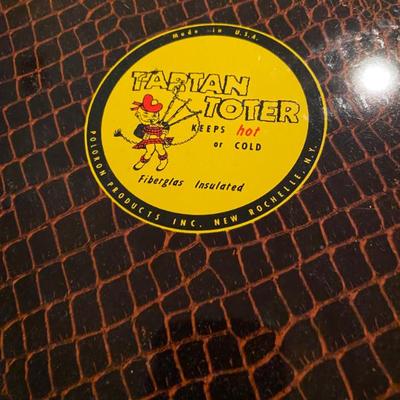 Made in U.S.A.
TARTAN
TOTER
KEEPS hot
or COLD
Fiberglas Insulated
POLORON PRODUCTS INC. NEW ROCHELLE, N.Y.